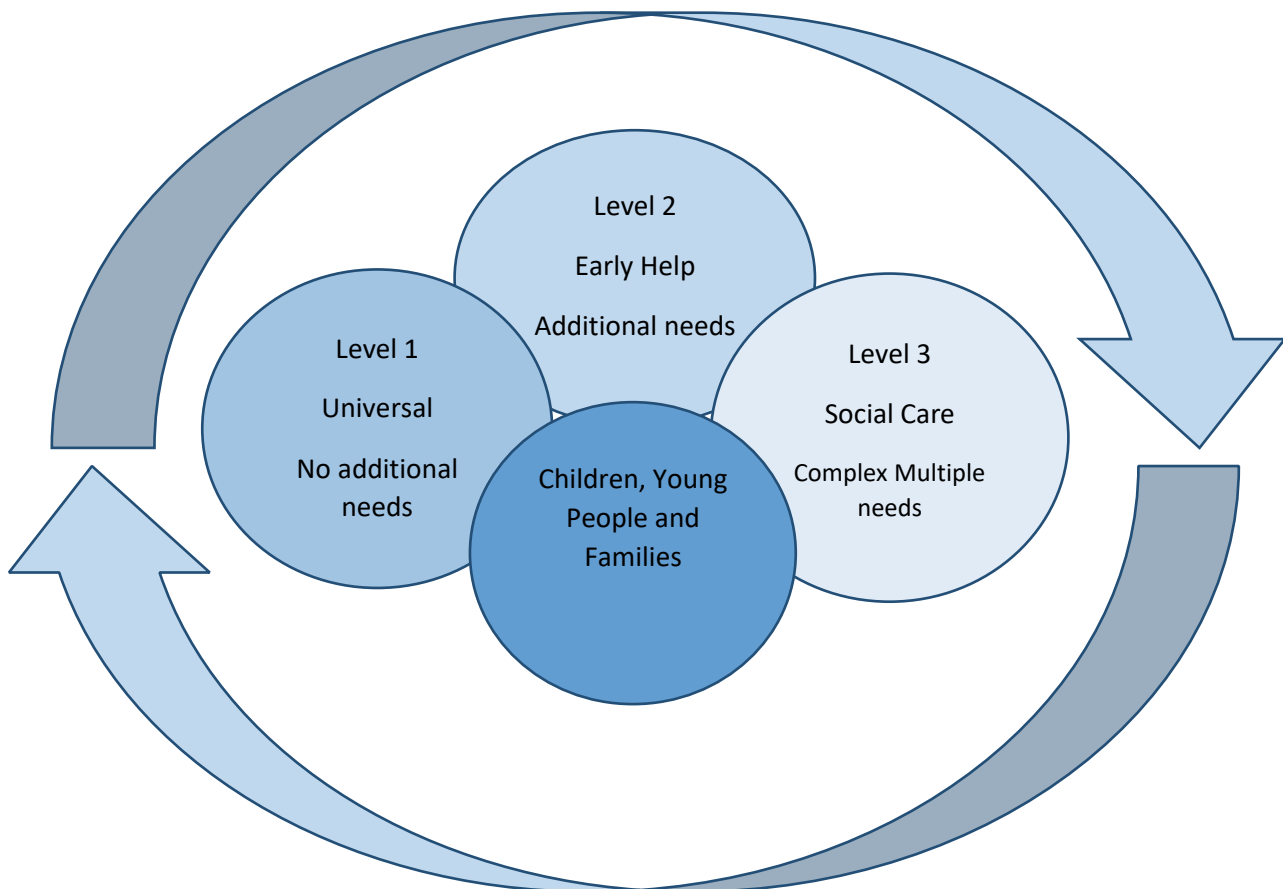 Level 2
Early Help
Additional needs
Level 1
Universal
No additional
needs
Level 3
Social Care
Complex Multiple
needs
Children, Young
People and
Families